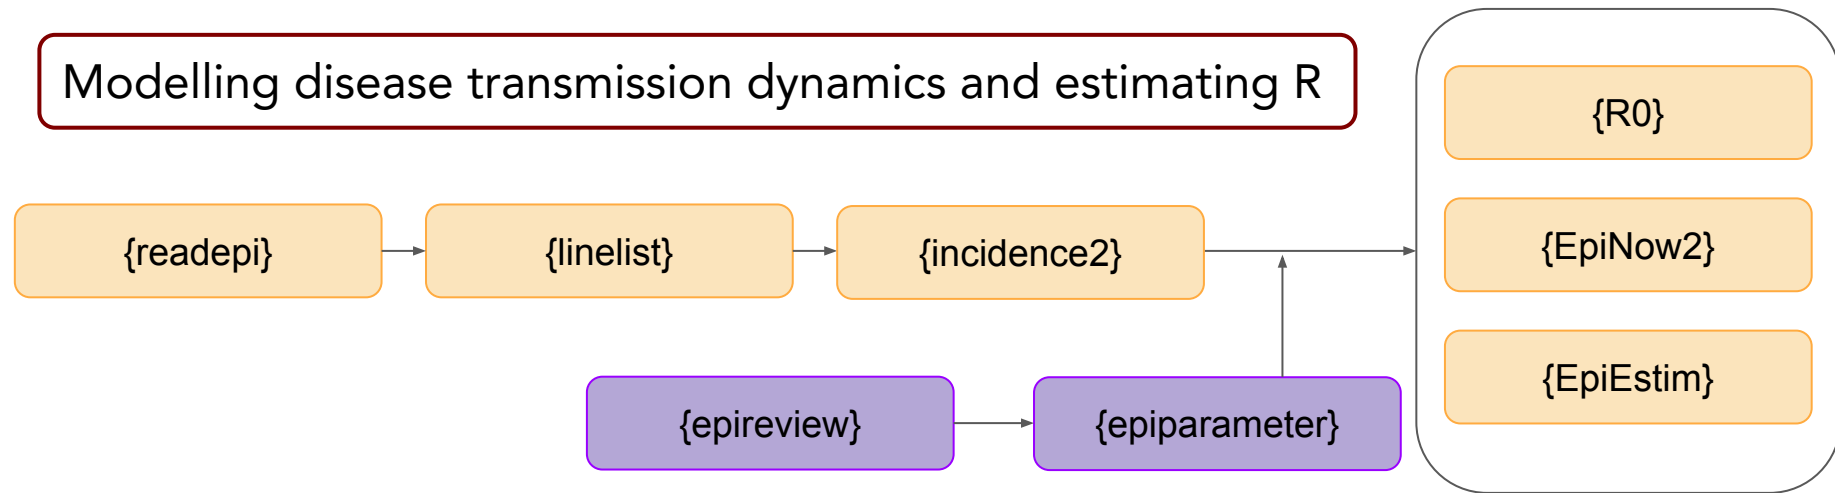 Modelling disease transmission dynamics and estimating R
{readepi}
{linelist}
{incidence2}
{epireview}
{epiparameter}
{R0}
{EpiNow2}
{EpiEstim}